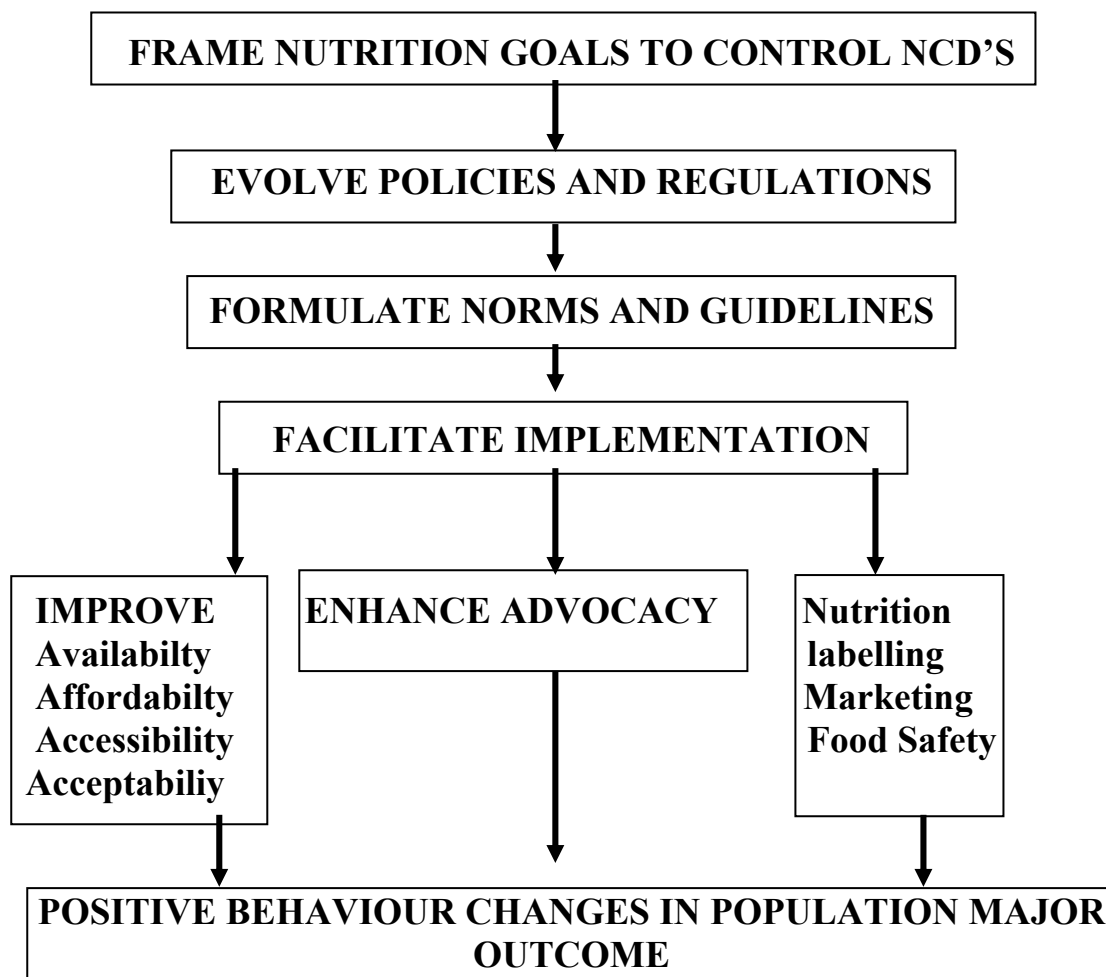 FRAME NUTRITION GOALS TO CONTROL NCD'S
EVOLVE POLICIES AND REGULATIONS
FORMULATE NORMS AND GUIDELINES
FACILITATE IMPLEMENTATION
IMPROVE
Availabilty
Affordabilty
Accessibility
Acceptabiliy
ENHANCE ADVOCACY
Nutrition
labelling
Marketing
Food Safety
POSITIVE BEHAVIOUR CHANGES IN POPULATION MAJOR
OUTCOME